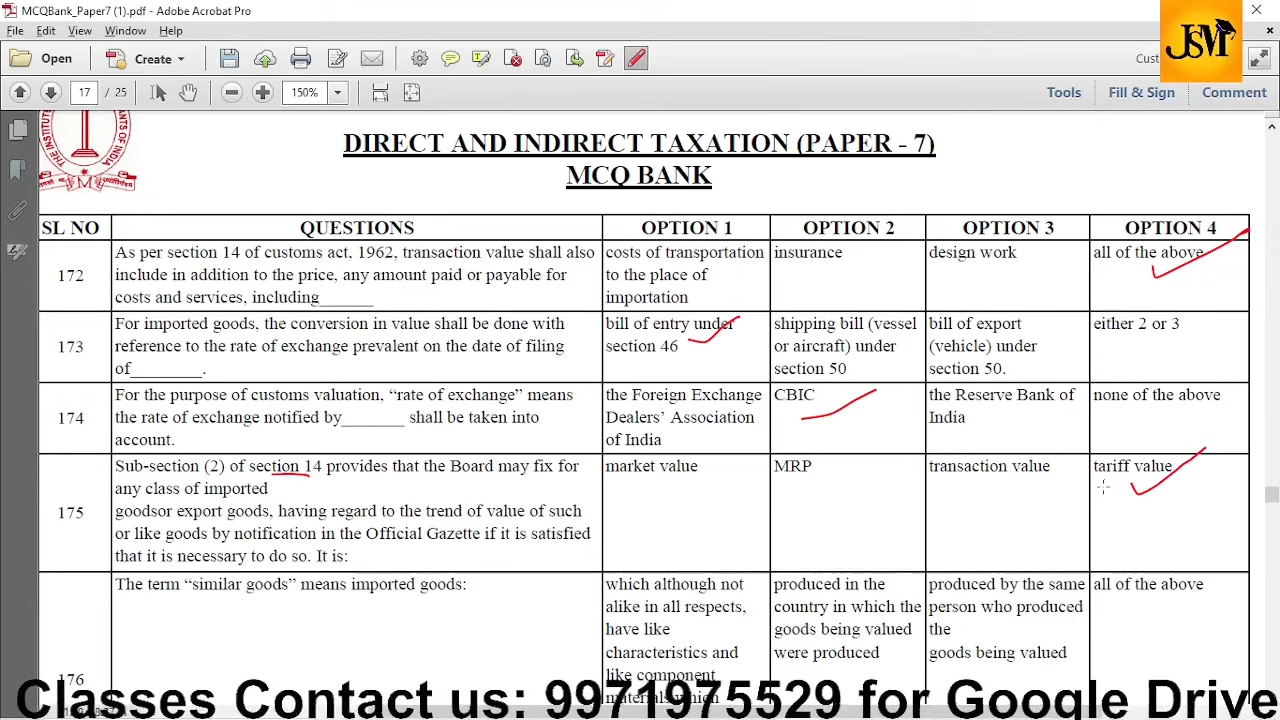 MCQBank_Paper7 (1).pdf - Adobe Acrobat Pro
File Edit View Window Help
Open Create Cust
JSM
17 / 25 150% Tools Fill & Sign Comment
DIRECT AND INDIRECT TAXATION (PAPER - 7)
MCQ BANK
SL NO QUESTIONS OPTION 1 OPTION 2 OPTION 3 OPTION 4
172
As per section 14 of customs act, 1962, transaction value shall also
include in addition to the price, any amount paid or payable for
costs and services, including______
costs of transportation
to the place of
importation
insurance
design work
all of the above
173
For imported goods, the conversion in value shall be done with
reference to the rate of exchange prevalent on the date of filing
of________.
bill of entry under
section 46
shipping bill (vessel
or aircraft) under
section 50
bill of export
(vehicle) under
section 50.
either 2 or 3
174
For the purpose of customs valuation, “rate of exchange” means
the rate of exchange notified by_______ shall be taken into
account.
the Foreign Exchange
Dealers’ Association
of India
CBIC
the Reserve Bank of
India
none of the above
175
Sub-section (2) of section 14 provides that the Board may fix for
any class of imported
goodsor export goods, having regard to the trend of value of such
or like goods by notification in the Official Gazette if it is satisfied
that it is necessary to do so. It is:
market value
MRP
transaction value
tariff value
176
The term “similar goods” means imported goods:
which although not
alike in all respects,
have like
characteristics and
like component
materials which
produced in the
country in which the
goods being valued
were produced
produced by the same
person who produced
the
goods being valued
all of the above
Classes Contact us: 9971975529 for Google Drive